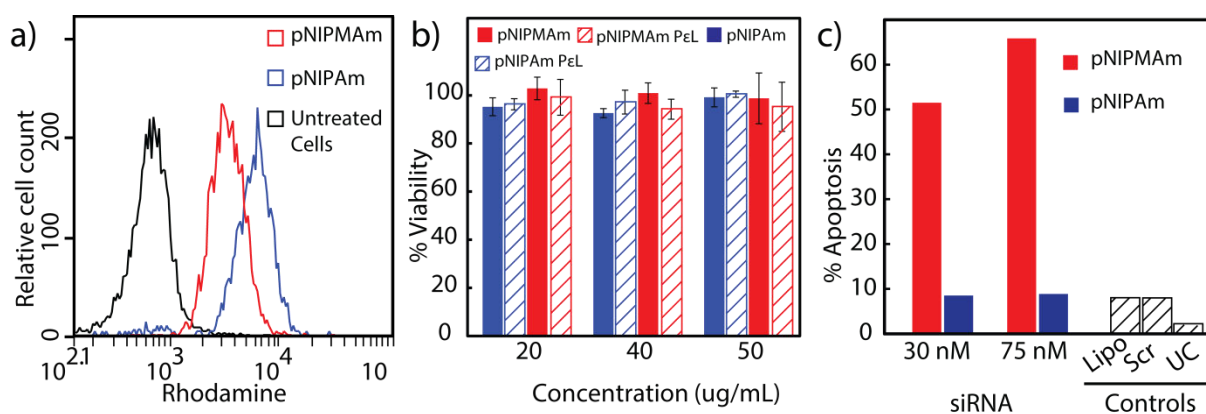 a)
pNIPMAm
pNIPAm
Untreated
Cells
Relative cell count
200
100
0
10^2.1
10^3
10^4
10
Rhodamine
b)
pNIPMAm
pNIPMAm PεL
pNIPAm
pNIPAm PεL
% Viability
100
80
60
40
20
0
20
40
50
Concentration (ug/mL)
c)
pNIPMAm
pNIPAm
% Apoptosis
60
50
40
30
20
10
0
30 nM
75 nM
Lipo
Scr
UC
siRNA
Controls